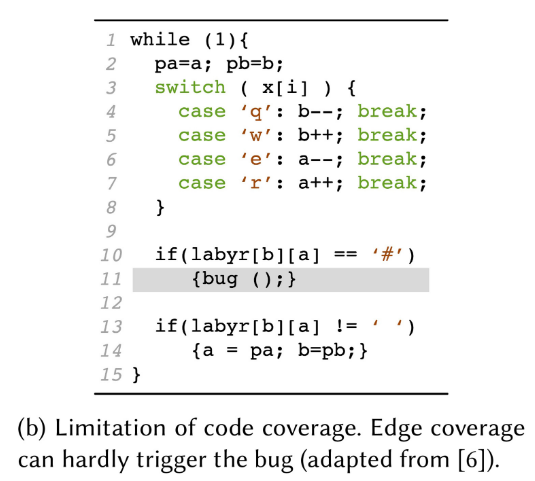 1 while (1){
2 pa=a; pb=b;
3 switch ( x[i] ) {
4 case ‘q’: b--; break;
5 case ‘w’: b++; break;
6 case ‘e’: a--; break;
7 case ‘r’: a++; break;
8 }
9
10 if(labyr[b][a] == ‘#’)
11 {bug ();}
12
13 if(labyr[b][a] != ‘ ‘)
14 {a = pa; b=pb;}
15 }
(b) Limitation of code coverage. Edge coverage
can hardly trigger the bug (adapted from [6]).